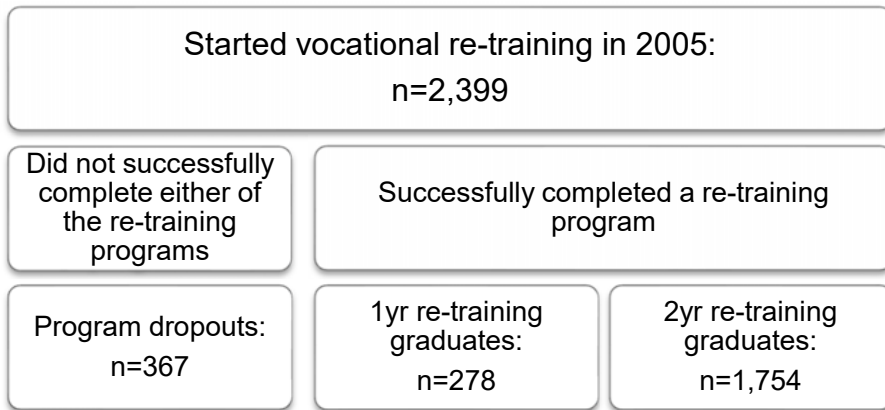 Started vocational re-training in 2005:
n=2,399
Did not successfully
complete either of
the re-training
programs
Successfully completed a re-training
program
Program dropouts:
n=367
1yr re-training
graduates:
n=278
2yr re-training
graduates:
n=1,754